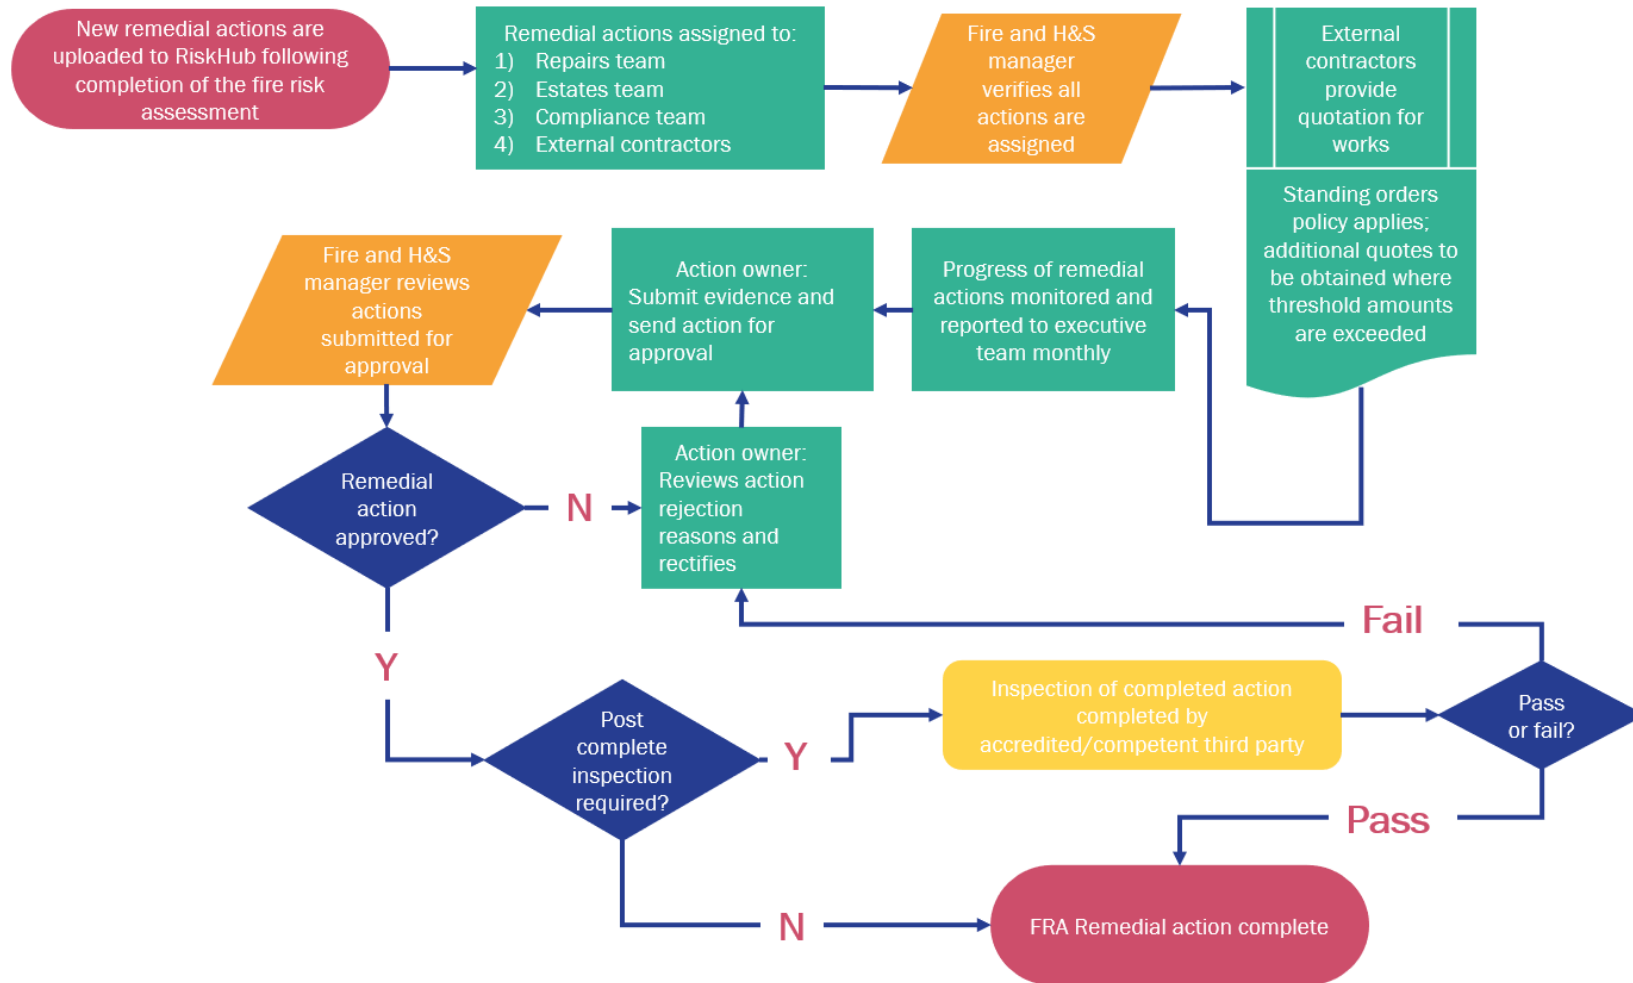 New remedial actions are
uploaded to RiskHub following
completion of the fire risk
assessment
Remedial actions assigned to:
1) Repairs team
2) Estates team
3) Compliance team
4) External contractors
Fire and H&S
manager
verifies all
actions are
assigned
External
contractors
provide
quotation for
works
Standing orders
policy applies;
additional quotes to
be obtained where
threshold amounts
are exceeded
Progress of remedial
actions monitored and
reported to executive
team monthly
Action owner:
Submit evidence and
send action for
approval
Fire and H&S
manager reviews
actions
submitted for
approval
Remedial
action
approved?
N
Action owner:
Reviews action
rejection
reasons and
rectifies
Y
Post
complete
inspection
required?
Y
Inspection of completed action
completed by
accredited/competent third party
Pass
or fail?
Fail
Pass
N
FRA Remedial action complete